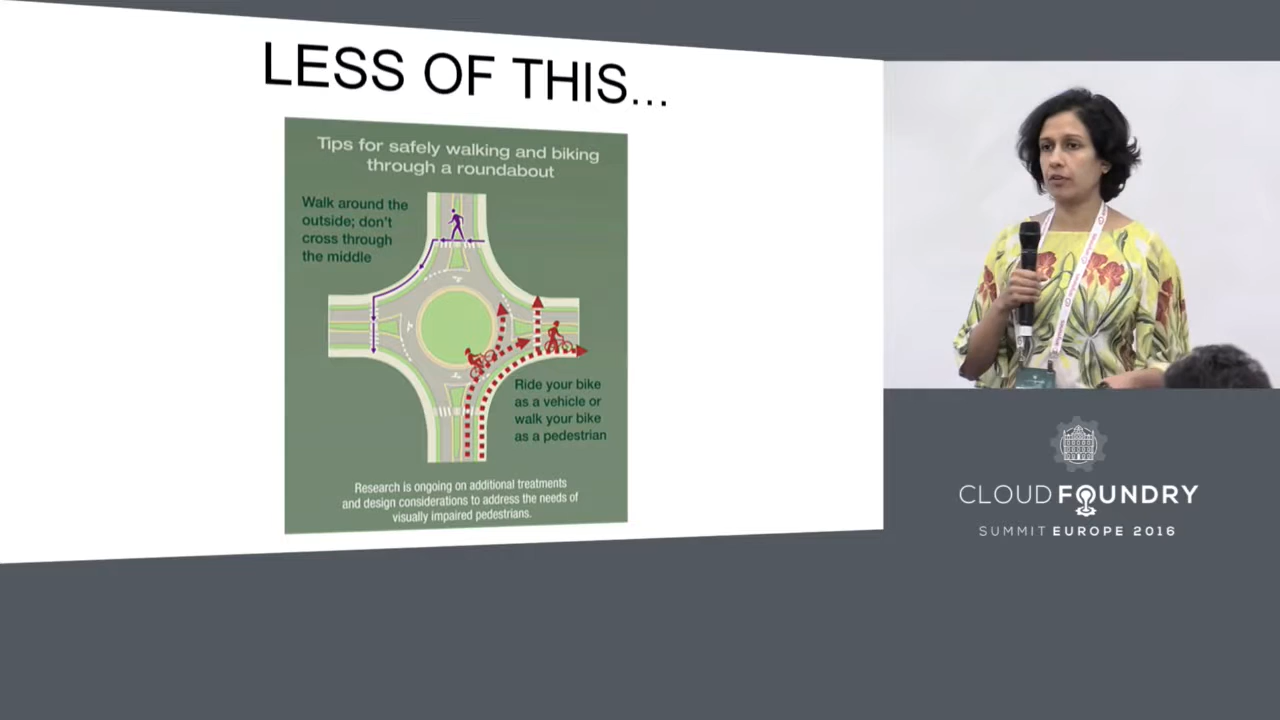 LESS OF THIS...
Tips for safely walking and biking
through a roundabout
Walk around the
outside; don't
cross through
the middle
Ride your bike
as a vehicle or
walk your bike
as a pedestrian
Research is ongoing on additional treatments
and design considerations to address the needs of
visually impaired pedestrians.
CLOUD FOUNDRY
SUMMIT EUROPE 2016